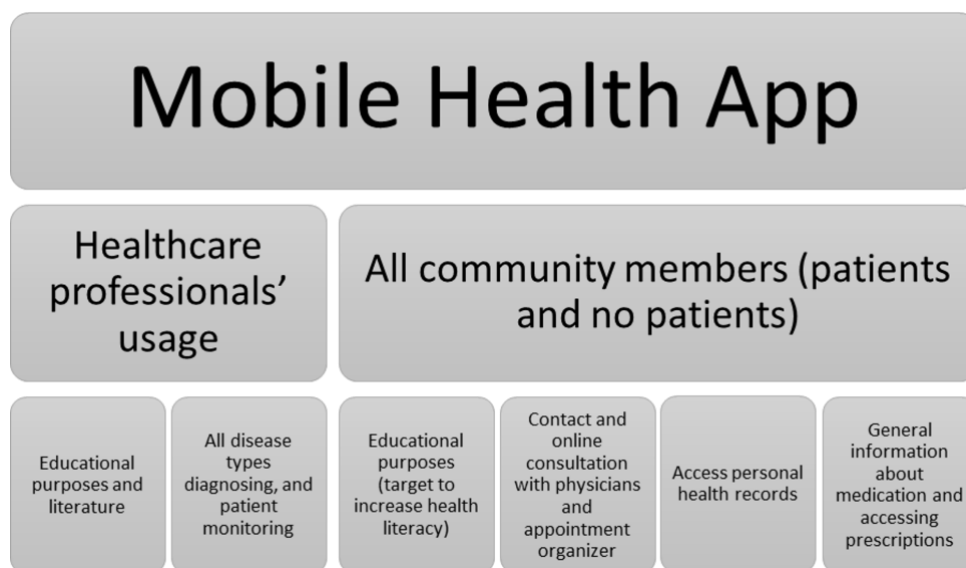 Mobile Health App
Healthcare
professionals’
usage
All community members (patients
and no patients)
Educational
purposes and
literature
All disease
types
diagnosing, and
patient
monitoring
Educational
purposes
(target to
increase health
literacy)
Contact and
online
consultation
with physicians
and
appointment
organizer
Access personal
health records
General
information
about
medication and
accessing
prescriptions